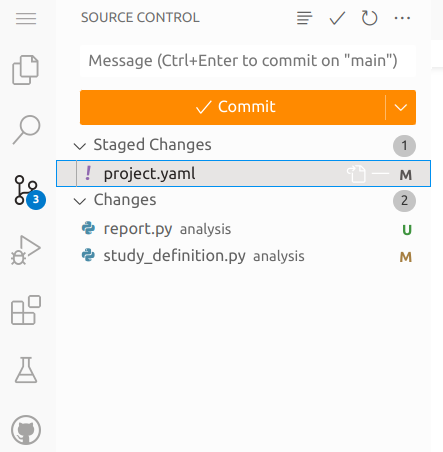 SOURCE CONTROL
Message (Ctrl+Enter to commit on "main")
Commit
Staged Changes 1
! project.yaml M
Changes 2
3
report.py analysis U
study_definition.py analysis M